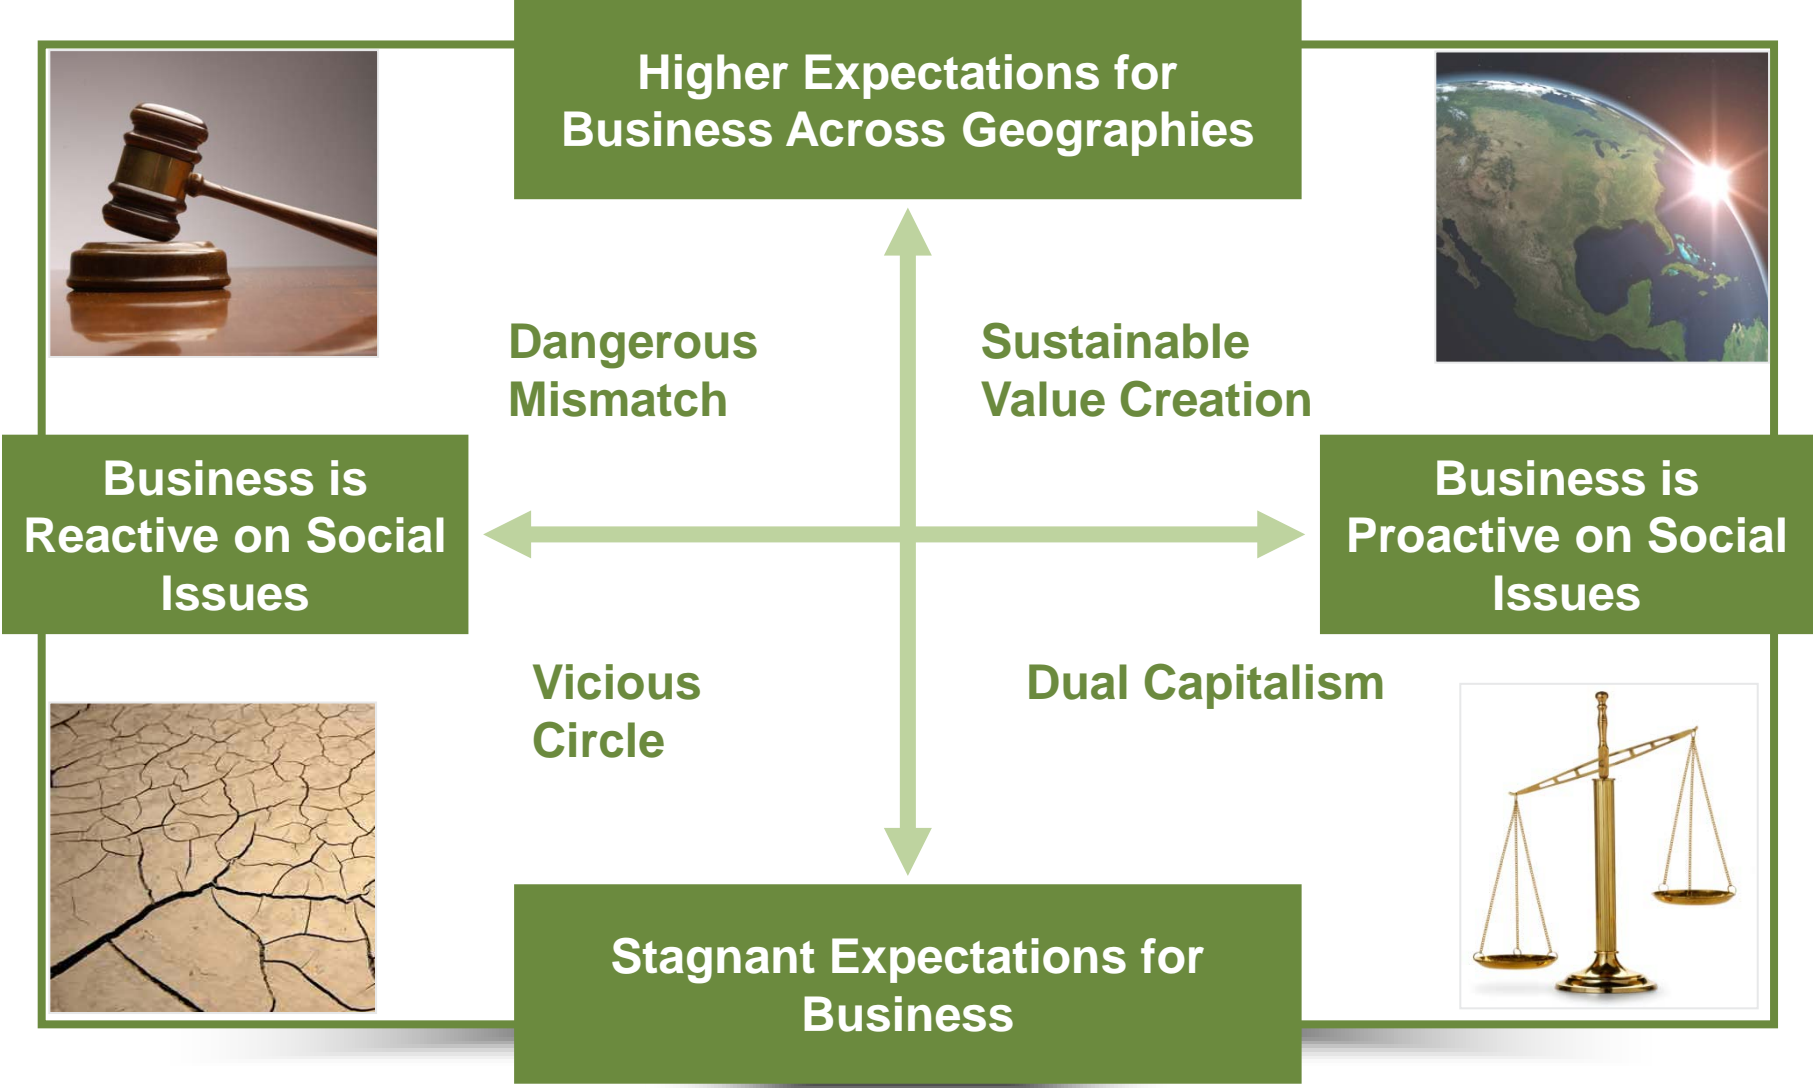 Higher Expectations for
Business Across Geographies
Dangerous
Mismatch
Sustainable
Value Creation
Business is
Reactive on Social
Issues
Business is
Proactive on Social
Issues
Vicious
Circle
Dual Capitalism
Stagnant Expectations for
Business